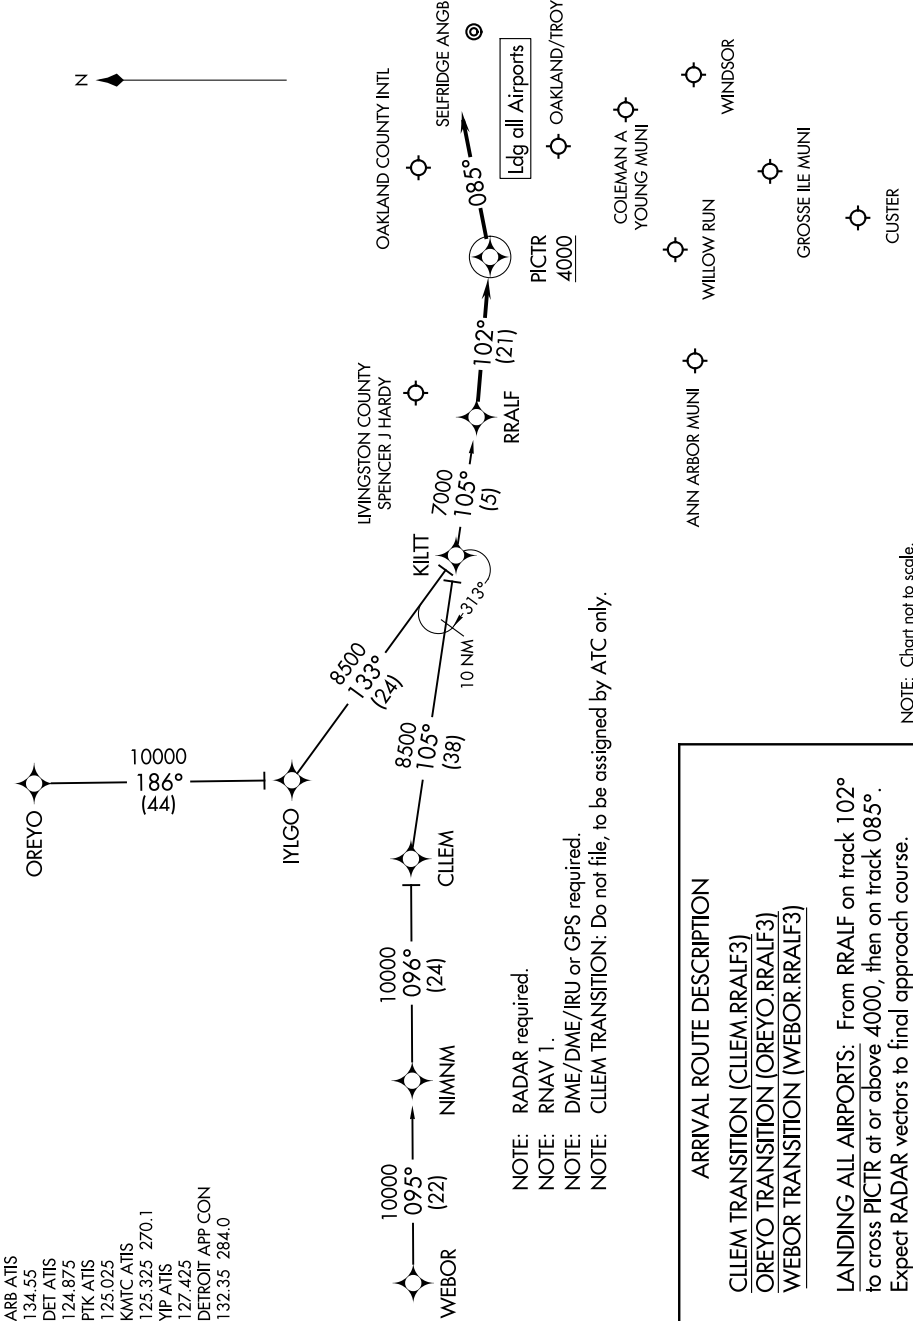 ARB ATIS
134.55
DET ATIS
124.875
PTK ATIS
125.025
KMTC ATIS
125.325 270.1
YIP ATIS
127.425
DETROIT APP CON
132.35 284.0
N
OREYO
10000
186°
(44)
IYLGO
8500
133°
(24)
WEBOR
10000
095°
(22)
NIMNM
10000
096°
(24)
CLLEM
8500
105°
(38)
10 NM
313°
KILTT
7000
105°
(5)
RRALF
102°
(21)
PICTR
4000
085°
LIVINGSTON COUNTY
SPENCER J HARDY
OAKLAND COUNTY INTL
SELFRIDGE ANGB
Ldg all Airports
OAKLAND/TROY
COLEMAN A
YOUNG MUNI
WINDSOR
WILLOW RUN
GROSSE ILE MUNI
CUSTER
ANN ARBOR MUNI
NOTE: RADAR required.
NOTE: RNAV 1.
NOTE: DME/DME/IRU or GPS required.
NOTE: CLLEM TRANSITION: Do not file, to be assigned by ATC only.
NOTE: Chart not to scale.
ARRIVAL ROUTE DESCRIPTION
CLLEM TRANSITION (CLLEM.RRALF3)
OREYO TRANSITION (OREYO.RRALF3)
WEBOR TRANSITION (WEBOR.RRALF3)
LANDING ALL AIRPORTS: From RRALF on track 102°
to cross PICTR at or above 4000, then on track 085°.
Expect RADAR vectors to final approach course.